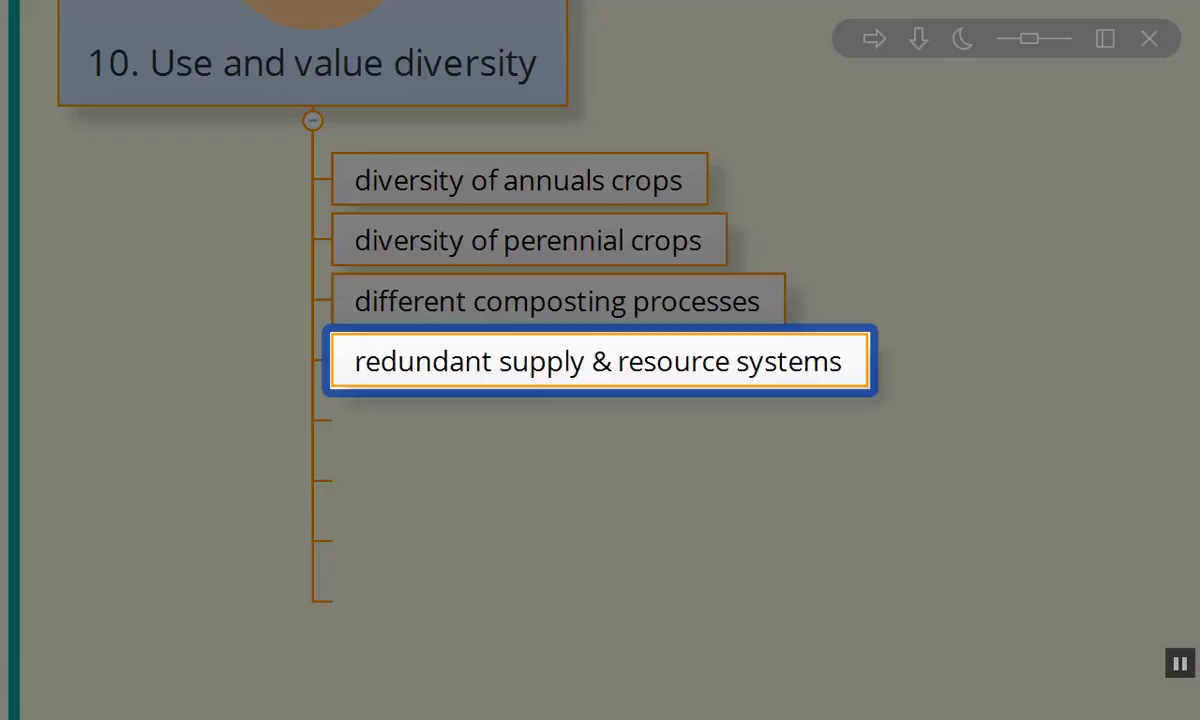 10. Use and value diversity
diversity of annuals crops
diversity of perennial crops
different composting processes
redundant supply & resource systems